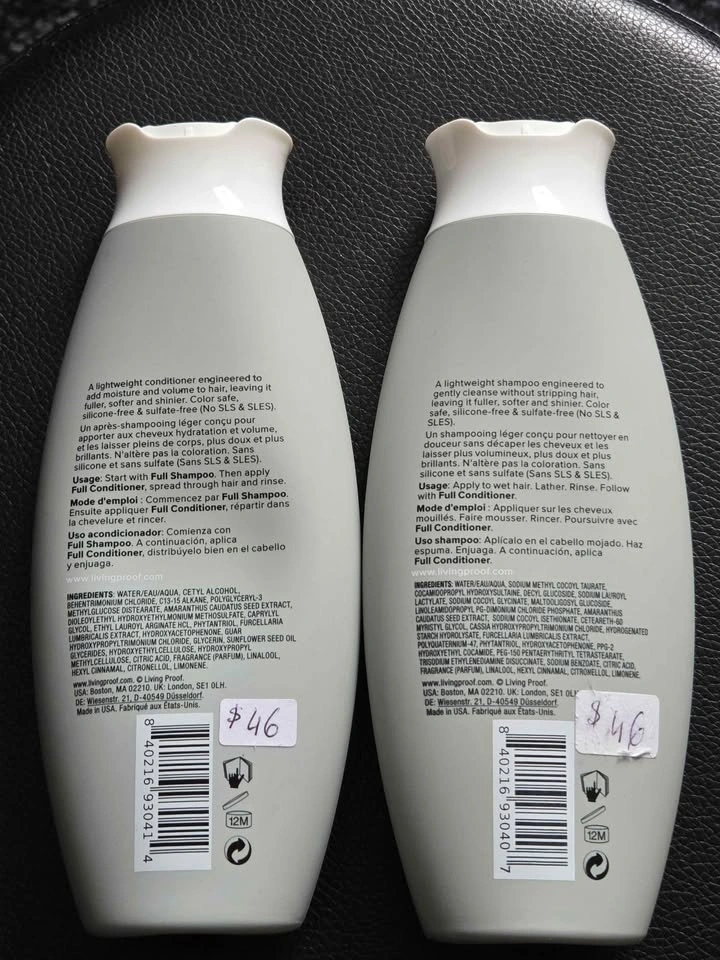 A lightweight conditioner engineered to
add moisture and volume to hair, leaving it
fuller, softer and shinier. Color safe,
silicone-free & sulfate-free (No SLS & SLES).
Un après-shampooing léger conçu pour
apporter aux cheveux hydratation et volume,
et les laisser pleins de corps, plus doux et plus
brillants. N'altère pas la coloration. Sans
silicone et sans sulfate (Sans SLS & SLES).
Usage: Start with Full Shampoo. Then apply
Full Conditioner, spread through hair and rinse.
Mode d'emploi : Commencez par Full Shampoo.
Ensuite appliquer Full Conditioner, répartir dans
la chevelure et rincer.
Uso acondicionador: Comienza con
Full Shampoo. A continuación, aplica
Full Conditioner, distribúyelo bien en el cabello
y enjuaga.
www.livingproof.com
INGREDIENTS: WATER/EAU/AQUA, CETYL ALCOHOL,
BEHENTRIMONIUM CHLORIDE, C13-15 ALKANE, POLYGLYCERYL-3
METHYLGLUCOSE DISTEARATE, AMARANTHUS CAUDATUS SEED EXTRACT,
DIOLEOYLETHYL HYDROXYETHYLMONIUM METHOSULFATE, CAPRYLYL
GLYCOL, ETHYL LAUROYL ARGINATE HCL, PHYTANTRIOL, FURCELLARIA
LUMBRICALIS EXTRACT, HYDROXYACETOPHENONE, GUAR
HYDROXYPROPYLTRIMONIUM CHLORIDE, GLYCERIN, SUNFLOWER SEED OIL
GLYCERIDES, HYDROXYETHYLCELLULOSE, HYDROXYPROPYL
METHYLCELLULOSE, CITRIC ACID, FRAGRANCE (PARFUM), LINALOOL,
HEXYL CINNAMAL, CITRONELLOL, LIMONENE.
www.livingproof.com. © Living Proof.
USA: Boston, MA 02210. UK: London, SE1 0LH.
DE: Wiesenstr. 21, D-40549 Düsseldorf.
Made in USA. Fabriqué aux États-Unis.
$ 46
8 40216 93041 4
12M
A lightweight shampoo engineered to
gently cleanse without stripping hair,
leaving it fuller, softer and shinier. Color
safe, silicone-free & sulfate-free (No SLS &
SLES).
Un shampooing léger conçu pour nettoyer en
douceur sans décaper les cheveux et les
laisser plus volumineux, plus doux et plus
brillants. N'altère pas la coloration. Sans
silicone et sans sulfate (Sans SLS & SLES).
Usage: Apply to wet hair. Lather. Rinse. Follow
with Full Conditioner.
Mode d'emploi : Appliquer sur les cheveux
mouillés. Faire mousser. Rincer. Poursuivre avec
Full Conditioner.
Uso shampoo: Aplícalo en el cabello mojado. Haz
espuma. Enjuaga. A continuación, aplica
Full Conditioner.
www.livingproof.com
INGREDIENTS: WATER/EAU/AQUA, SODIUM METHYL COCOYL TAURATE,
COCAMIDOPROPYL HYDROXYSULTAINE, DECYL GLUCOSIDE, SODIUM LAUROYL
LACTYLATE, SODIUM COCOYL GLYCINATE, MALTOOLIGOSYL GLUCOSIDE,
LINOLEAMIDOPROPYL PG-DIMONIUM CHLORIDE PHOSPHATE, AMARANTHUS
CAUDATUS SEED EXTRACT, SODIUM COCOYL ISETHIONATE, CETEARETH-60
MYRISTYL GLYCOL, CASSIA HYDROXYPROPYLTRIMONIUM CHLORIDE, HYDROGENATED
STARCH HYDROLYSATE, FURCELLARIA LUMBRICALIS EXTRACT,
POLYQUATERNIUM-47, PHYTANTRIOL, HYDROXYACETOPHENONE, PPG-2
HYDROXYETHYL COCAMIDE, PEG-150 PENTAERYTHRITYL TETRASTEARATE,
TRISODIUM ETHYLENEDIAMINE DISUCCINATE, SODIUM BENZOATE, CITRIC ACID,
FRAGRANCE (PARFUM), LINALOOL, HEXYL CINNAMAL, CITRONELLOL, LIMONENE.
www.livingproof.com © Living Proof.
USA: Boston, MA 02210. UK: London, SE1 0LH
DE: Wiesenstr. 21, D-40549 Düsseldorf.
Made in USA. Fabriqué aux États-Unis.
$ 46
8 40216 93040 7
12M